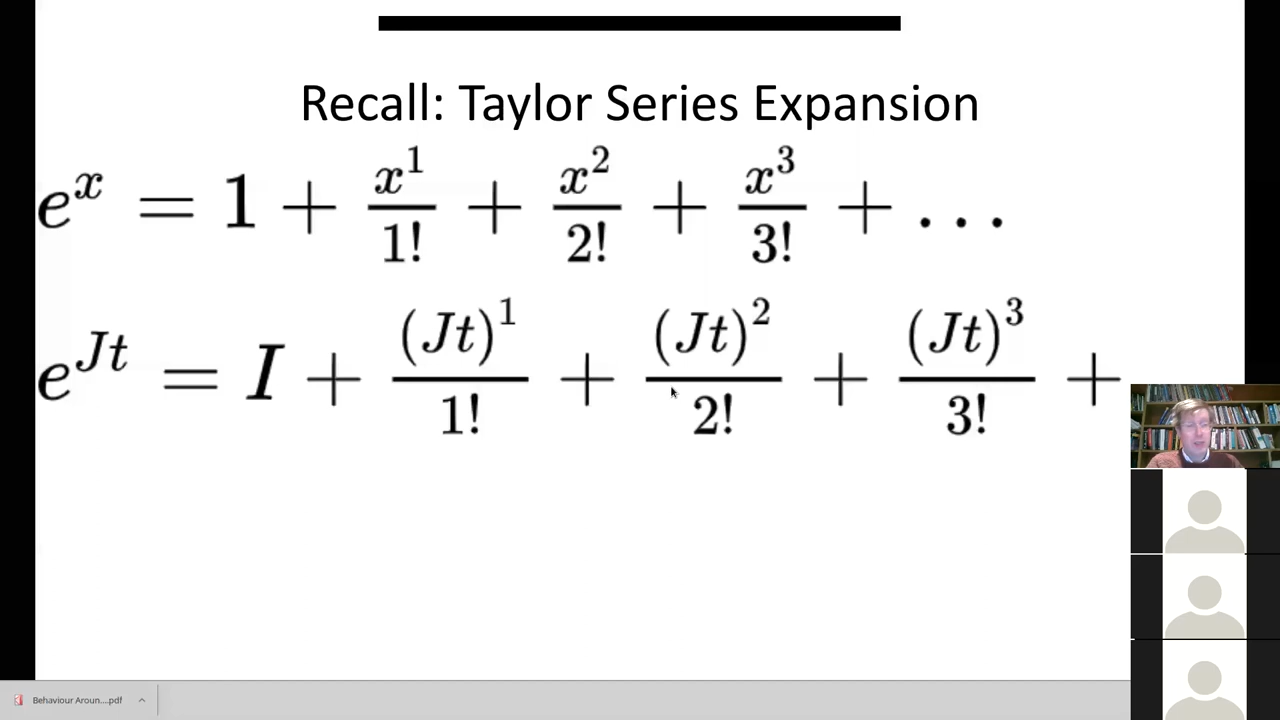 Recall: Taylor Series Expansion
e^x = 1 + x^1/1! + x^2/2! + x^3/3! + ...
e^{Jt} = I + (Jt)^1/1! + (Jt)^2/2! + (Jt)^3/3! +
Behaviour Aroun....pdf